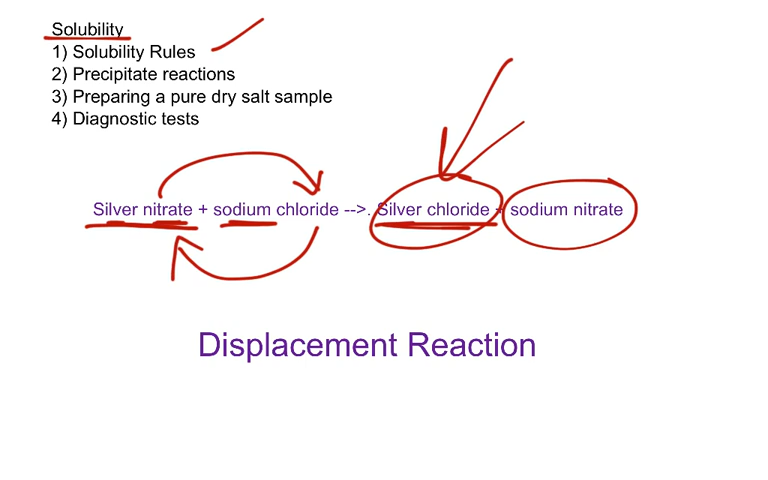 Solubility
1) Solubility Rules
2) Precipitate reactions
3) Preparing a pure dry salt sample
4) Diagnostic tests
Silver nitrate + sodium chloride -->. Silver chloride + sodium nitrate
Displacement Reaction